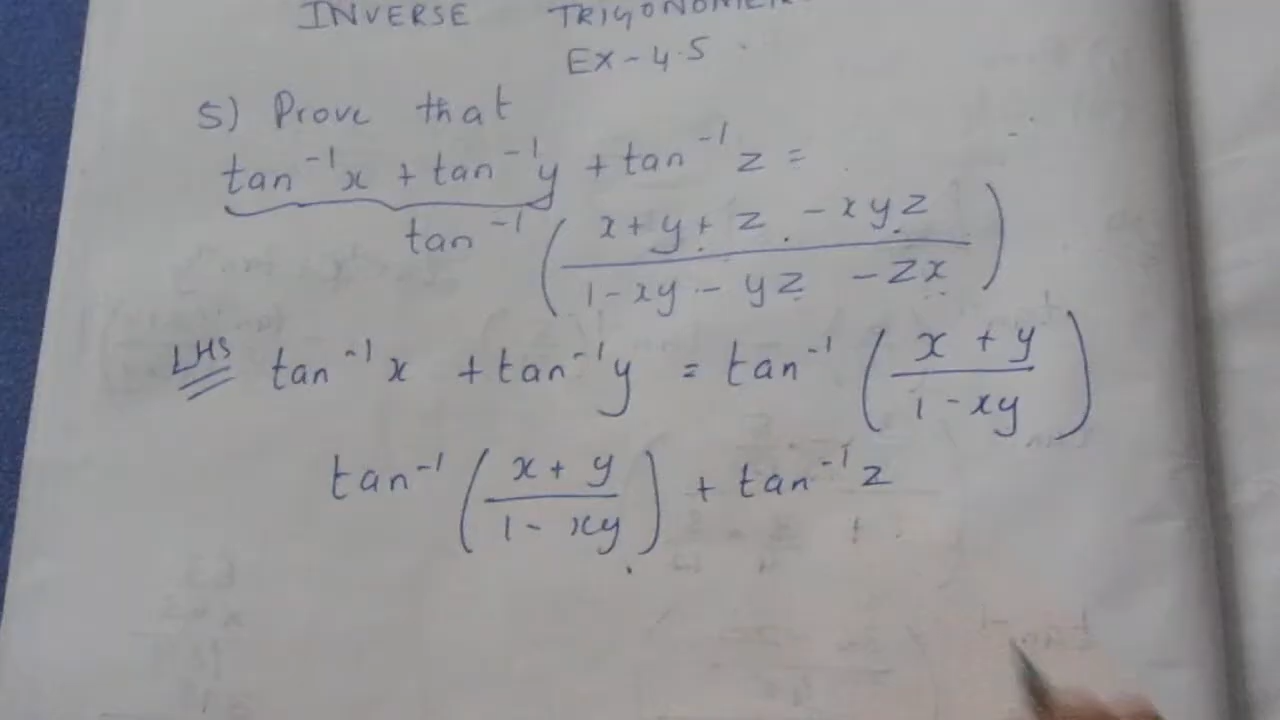 INVERSE
EX-4.5
5) Prove that
tan⁻¹x + tan⁻¹y + tan⁻¹z =
tan⁻¹ ( x+y+z -xyz / 1-xy-yz -zx )
LHS tan⁻¹x + tan⁻¹y = tan⁻¹ ( x+y / 1-xy )
tan⁻¹ ( x+y / 1-xy ) + tan⁻¹z